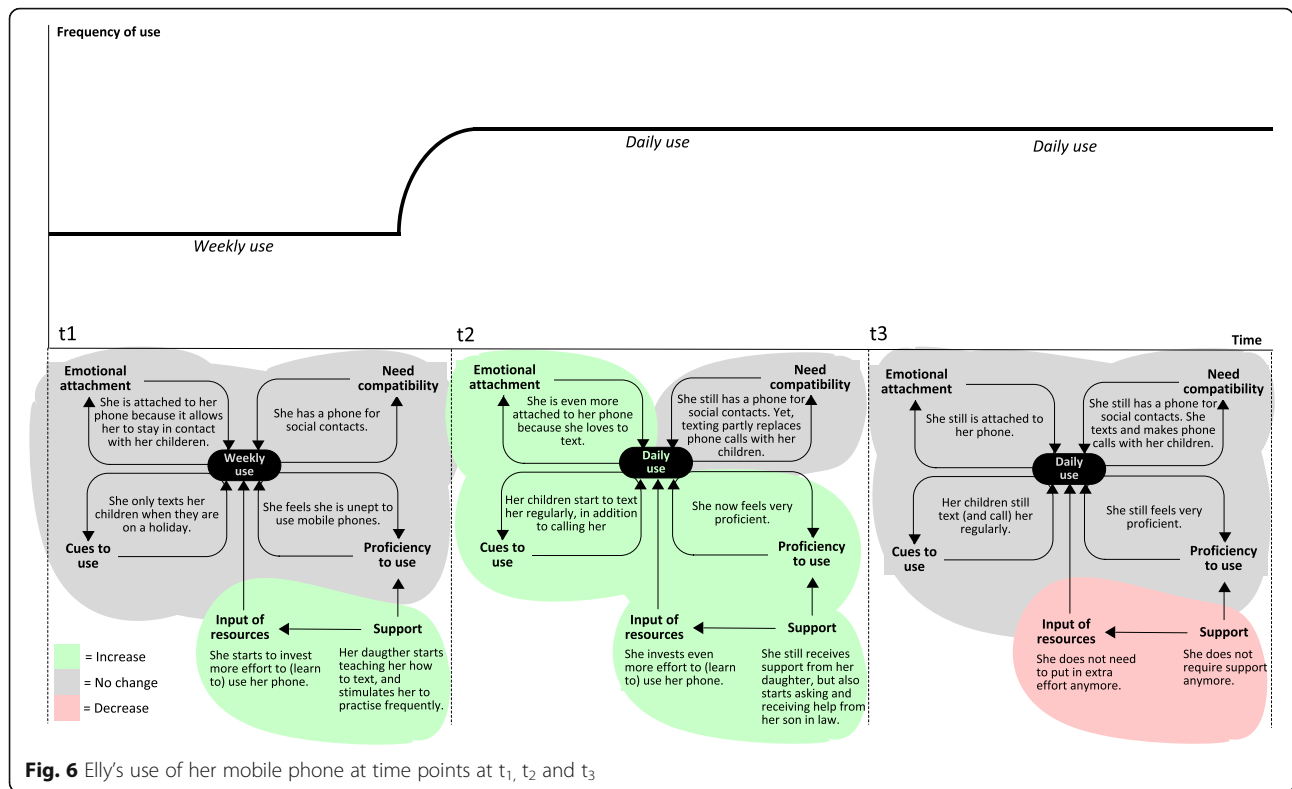 Frequency of use
Weekly use
Daily use
Daily use
t1
t2
t3
Time
Emotional
attachment
Need
compatibility
She is attached to her
phone because it allows
her to stay in contact
with her childeren.
She has a phone for
social contacts.
Weekly
use
She only texts her
children when they are
on a holiday.
She feels she is unept to
use mobile phones.
Cues to
use
Proficiency
to use
Input of
resources
Support
She starts to invest
more effort to (learn
to) use her phone.
Her daugther starts
teaching her how
to text, and
stimulates her to
practise frequently.
Emotional
attachment
Need
compatibility
She is even more
attached to her phone
because she loves to
text.
She still has a phone for
social contacts. Yet,
texting partly replaces
phone calls with her
children.
Daily
use
Her children start to text
her regularly, in addition
to calling her
She now feels very
proficient.
Cues to
use
Proficiency
to use
Input of
resources
Support
She invests even
more effort to (learn
to) use her phone.
She still receives
support from her
daughter, but also
starts asking and
receiving help from
her son in law.
Emotional
attachment
Need
compatibility
She still is attached to
her phone.
She still has a phone for
social contacts. She
texts and makes phone
calls with her children.
Daily
use
Her children still
text (and call) her
regularly.
She still feels very
proficient.
Cues to
use
Proficiency
to use
Input of
resources
Support
She does not need
to put in extra
effort anymore.
She does not
require support
anymore.
= Increase
= No change
= Decrease
Fig. 6 Elly's use of her mobile phone at time points at t1, t2 and t3